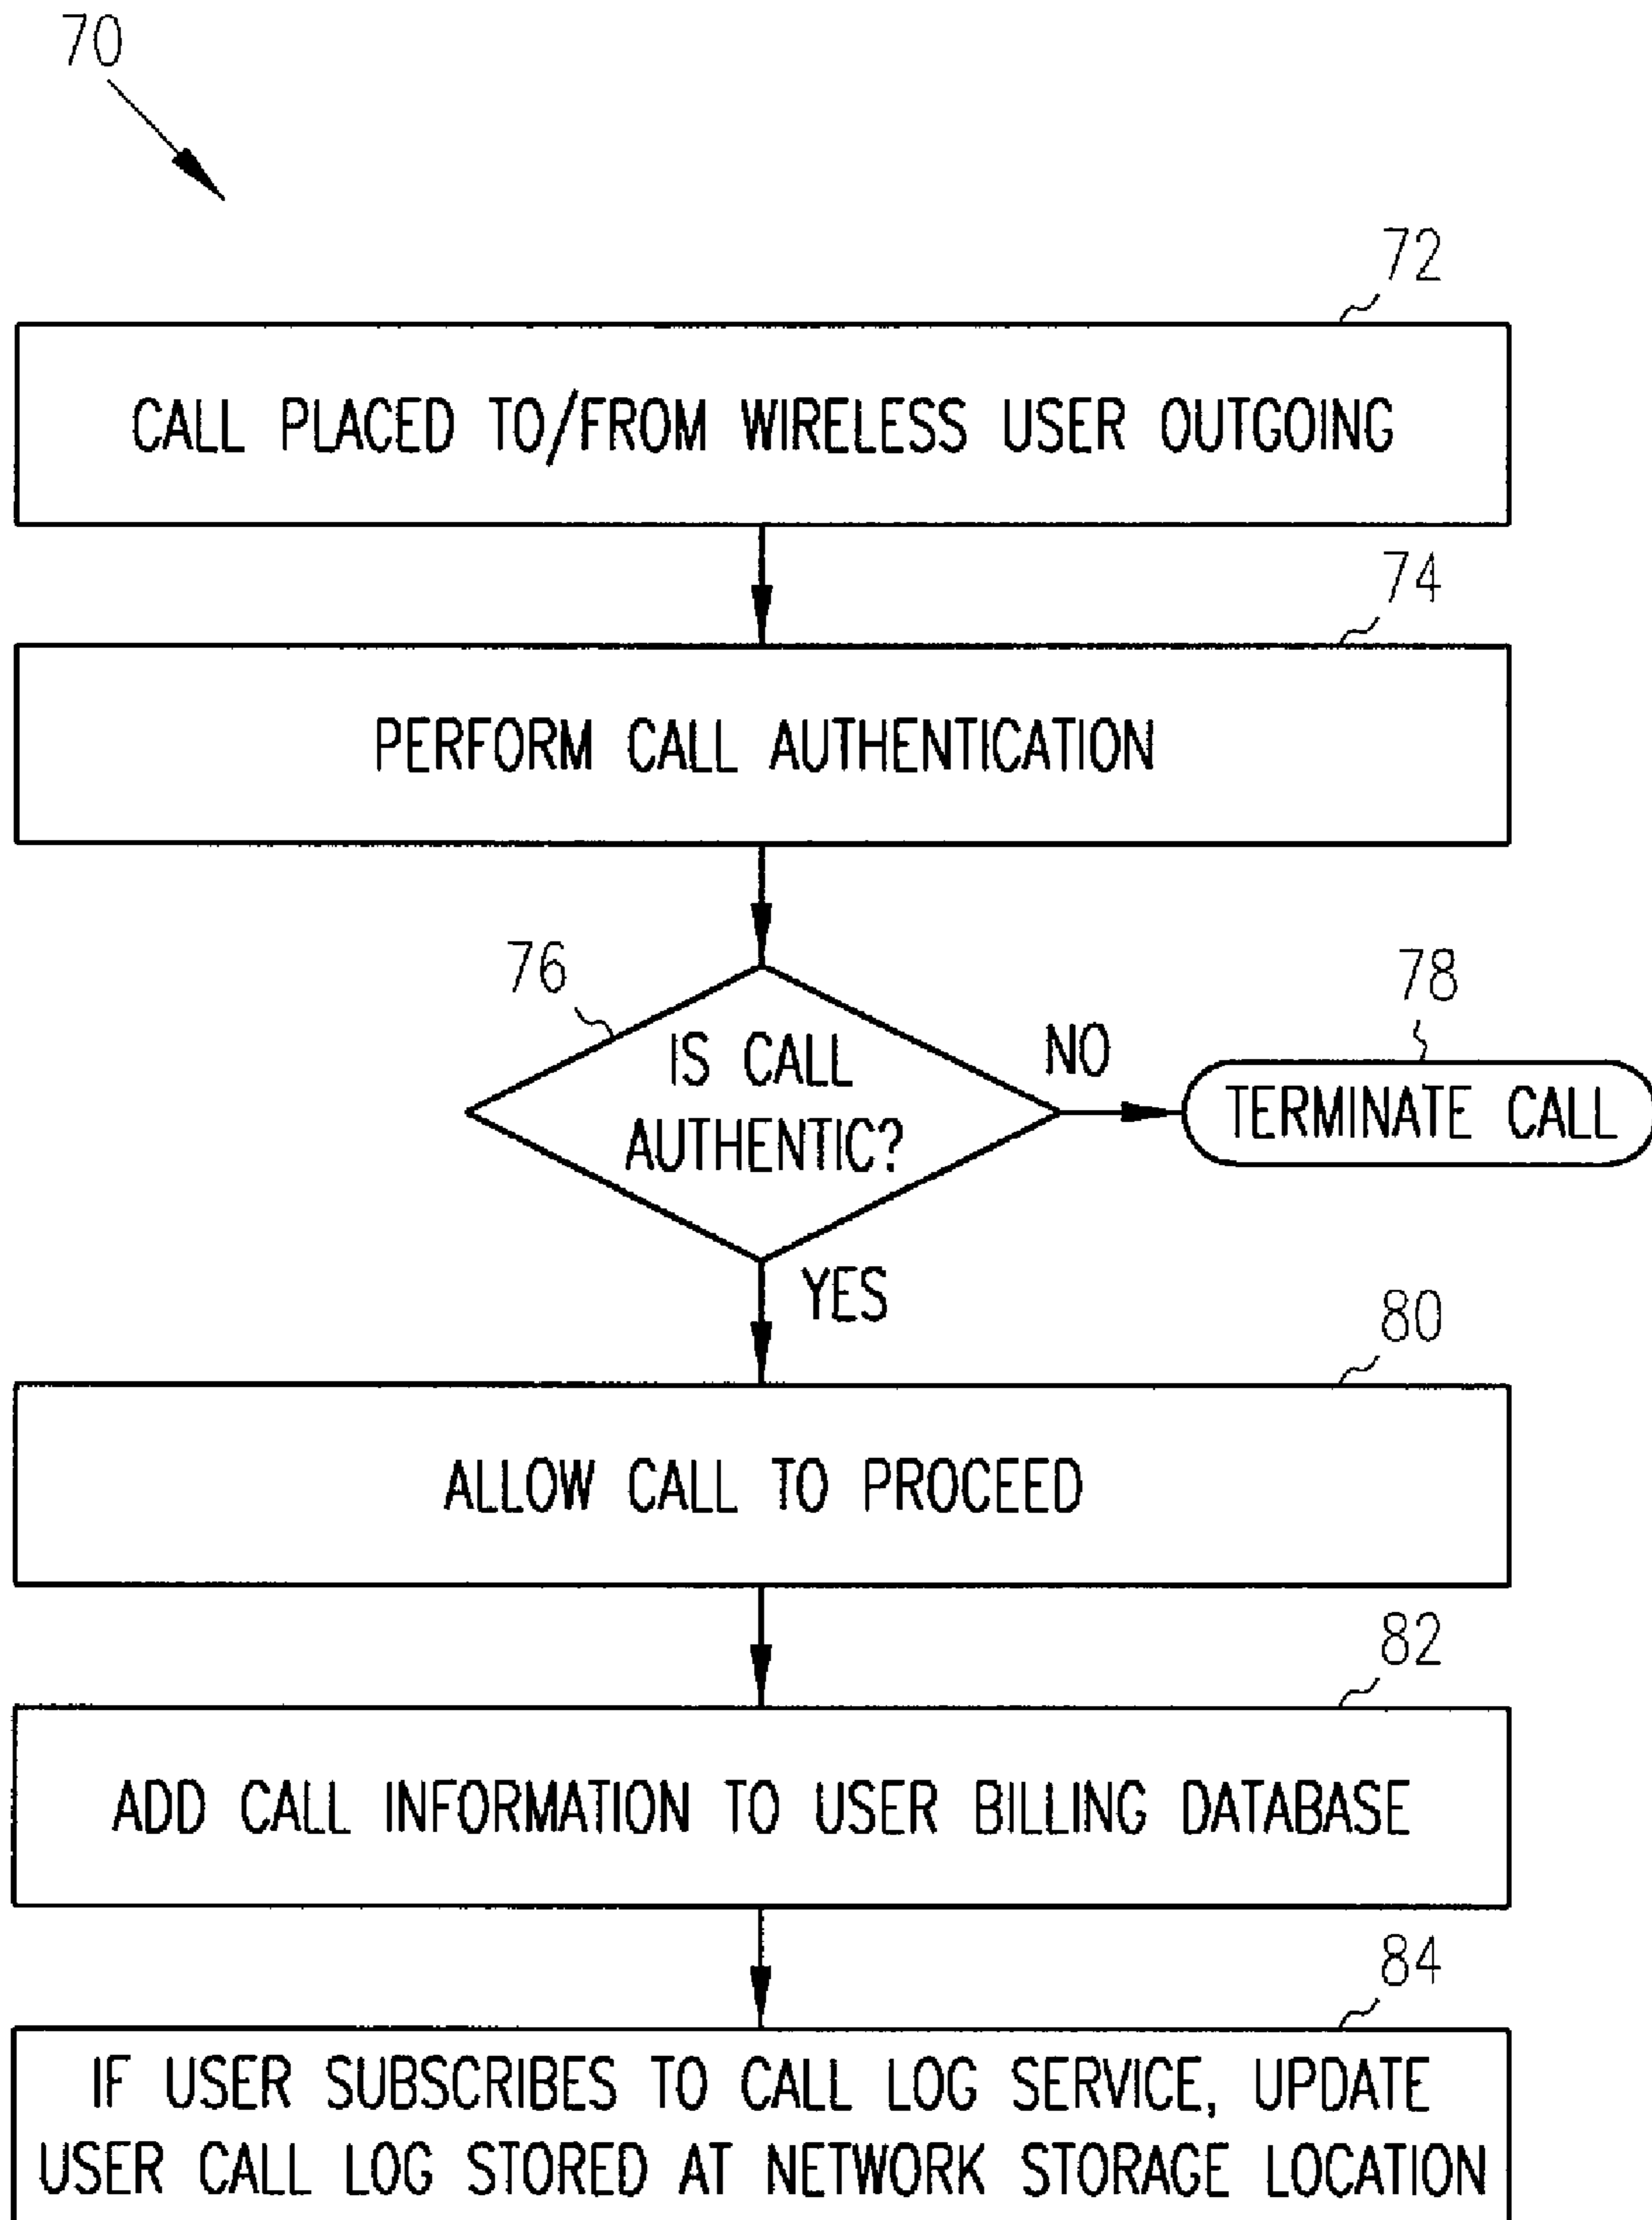 70
72
CALL PLACED TO/FROM WIRELESS USER OUTGOING
74
PERFORM CALL AUTHENTICATION
76
IS CALL
AUTHENTIC?
NO
78
TERMINATE CALL
YES
80
ALLOW CALL TO PROCEED
82
ADD CALL INFORMATION TO USER BILLING DATABASE
84
IF USER SUBSCRIBES TO CALL LOG SERVICE, UPDATE
USER CALL LOG STORED AT NETWORK STORAGE LOCATION